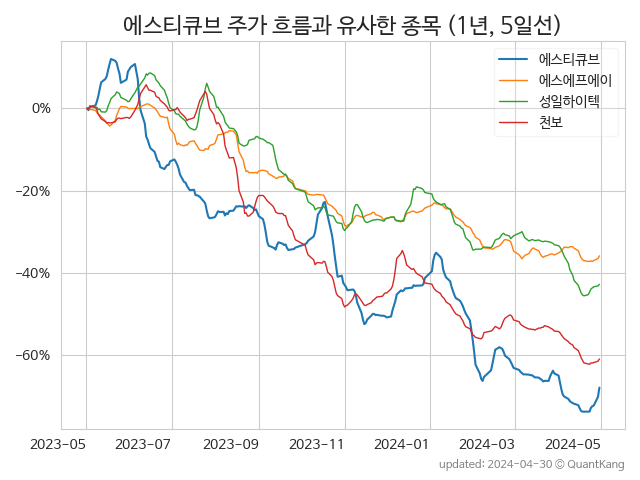 에스티큐브 주가 흐름과 유사한 종목 (1년, 5일선)
에스티큐브
에스에프에이
성일하이텍
천보
0%
−20%
−40%
−60%
2023-05 2023-07 2023-09 2023-11 2024-01 2024-03 2024-05
updated: 2024-04-30 © QuantKang